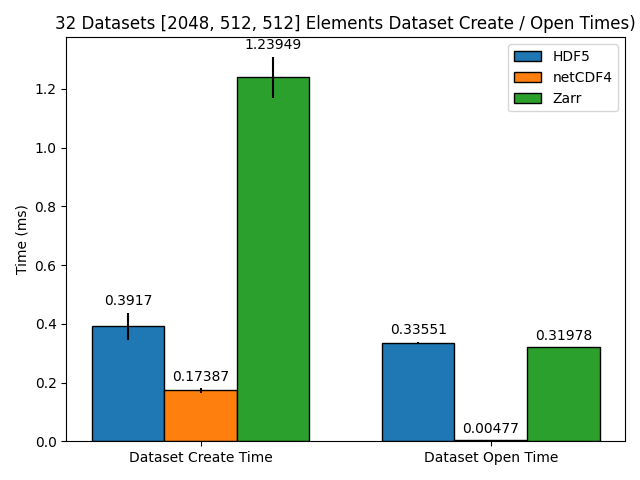 32 Datasets [2048, 512, 512] Elements Dataset Create / Open Times)
1.23949
HDF5
netCDF4
Zarr
1.2
1.0
0.8
0.6
0.4
0.2
0.0
Time (ms)
0.3917
0.17387
0.33551
0.00477
0.31978
Dataset Create Time
Dataset Open Time